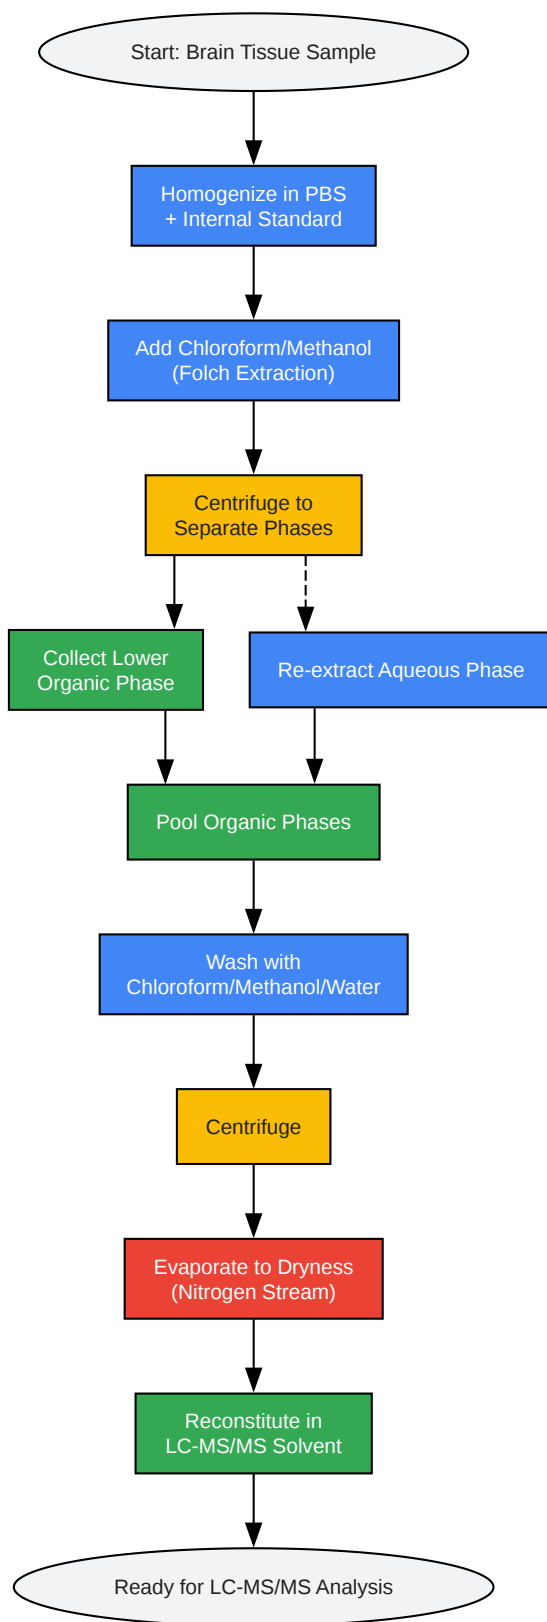 Start: Brain Tissue Sample
Homogenize in PBS
+ Internal Standard
Add Chloroform/Methanol
(Folch Extraction)
Centrifuge to
Separate Phases
Collect Lower
Organic Phase
Re-extract Aqueous Phase
Pool Organic Phases
Wash with
Chloroform/Methanol/Water
Centrifuge
Evaporate to Dryness
(Nitrogen Stream)
Reconstitute in
LC-MS/MS Solvent
Ready for LC-MS/MS Analysis